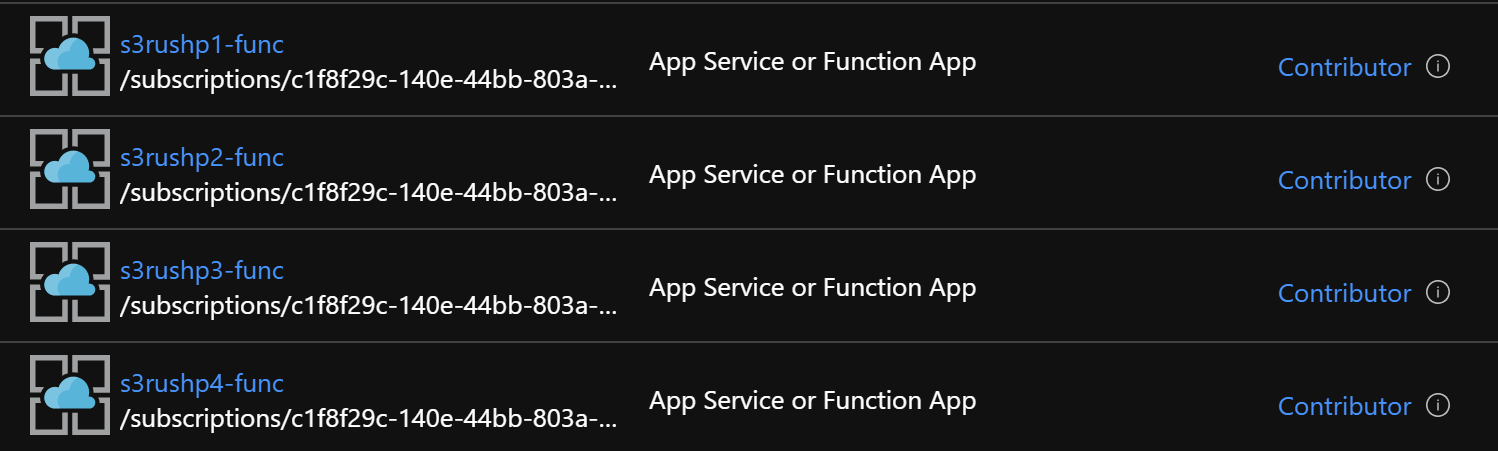 s3rushp1-func
/subscriptions/c1f8f29c-140e-44bb-803a-...
App Service or Function App
Contributor
s3rushp2-func
/subscriptions/c1f8f29c-140e-44bb-803a-...
App Service or Function App
Contributor
s3rushp3-func
/subscriptions/c1f8f29c-140e-44bb-803a-...
App Service or Function App
Contributor
s3rushp4-func
/subscriptions/c1f8f29c-140e-44bb-803a-...
App Service or Function App
Contributor